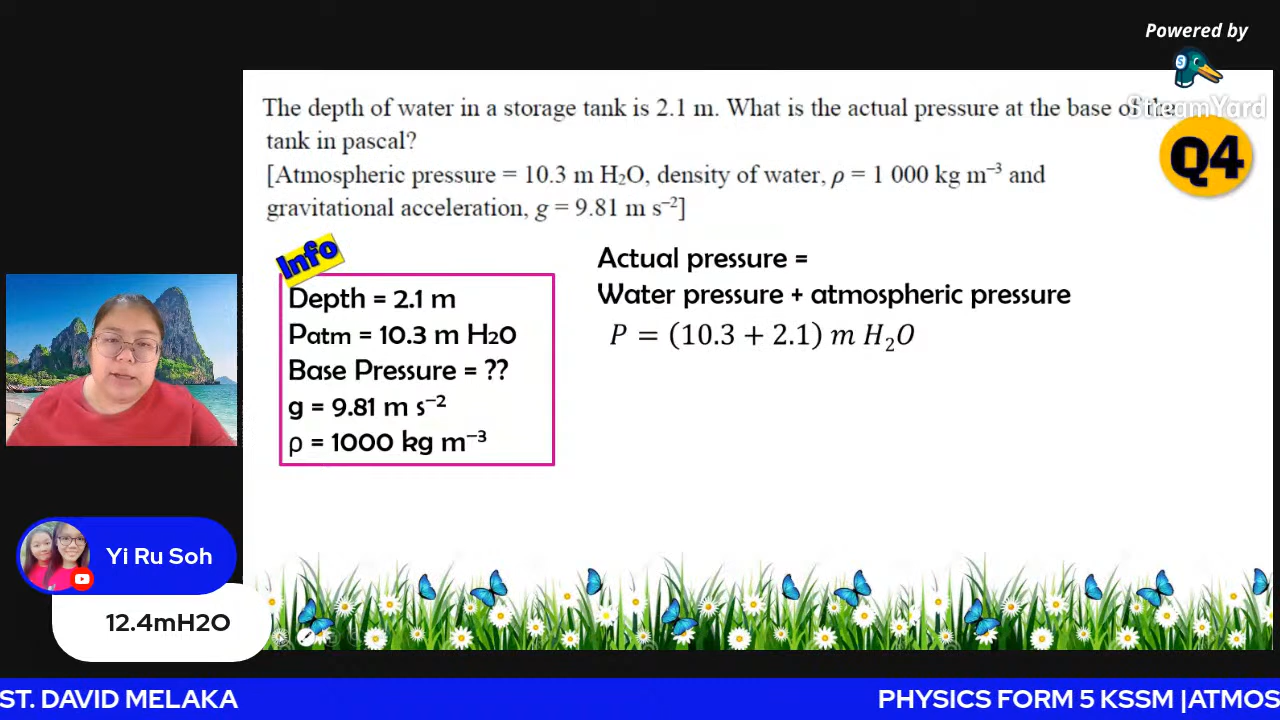 Powered by
StreamYard
The depth of water in a storage tank is 2.1 m. What is the actual pressure at the base of the
tank in pascal?
Q4
[Atmospheric pressure = 10.3 m H₂O, density of water, ρ = 1 000 kg m⁻³ and
gravitational acceleration, g = 9.81 m s⁻²]
Info
Depth = 2.1 m
Patm = 10.3 m H₂O
Base Pressure = ??
g = 9.81 m s⁻²
ρ = 1000 kg m⁻³
Actual pressure =
Water pressure + atmospheric pressure
P = (10.3 + 2.1) m H₂O
Yi Ru Soh
12.4mH2O
ST. DAVID MELAKA
PHYSICS FORM 5 KSSM |ATMOS